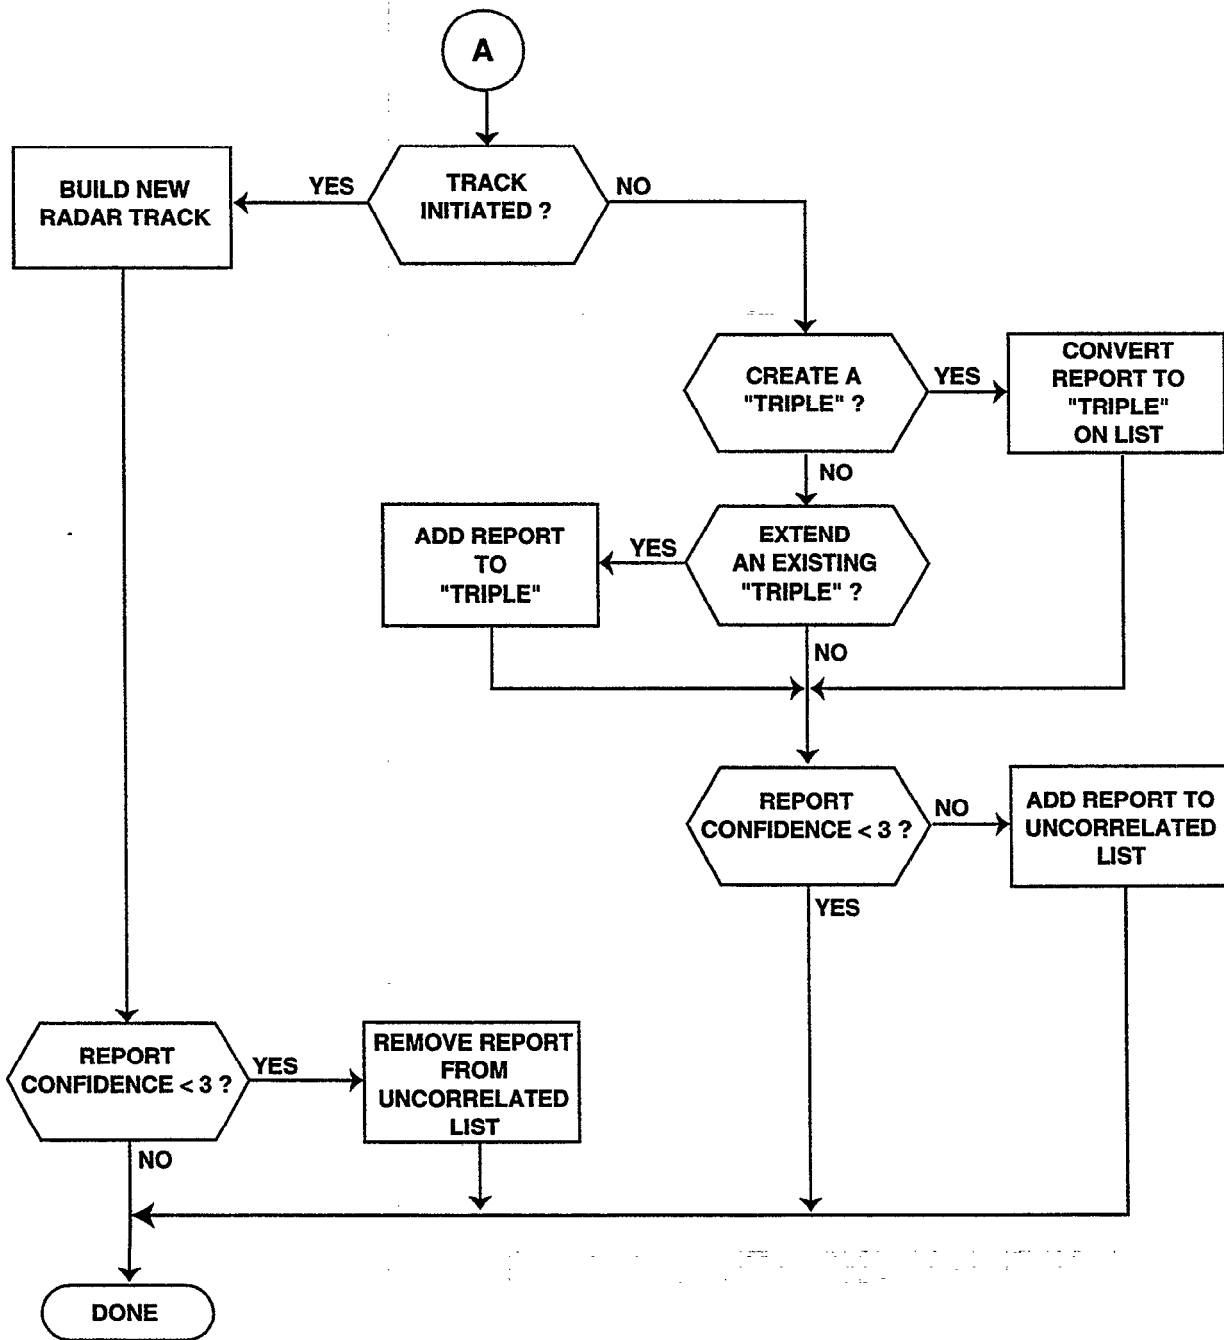 A
BUILD NEW
RADAR TRACK
YES
TRACK
INITIATED ?
NO
CREATE A
"TRIPLE" ?
YES
CONVERT
REPORT TO
"TRIPLE"
ON LIST
NO
ADD REPORT
TO
"TRIPLE"
YES
EXTEND
AN EXISTING
"TRIPLE" ?
NO
REPORT
CONFIDENCE < 3 ?
NO
ADD REPORT TO
UNCORRELATED
LIST
YES
REPORT
CONFIDENCE < 3 ?
YES
REMOVE REPORT
FROM
UNCORRELATED
LIST
NO
DONE